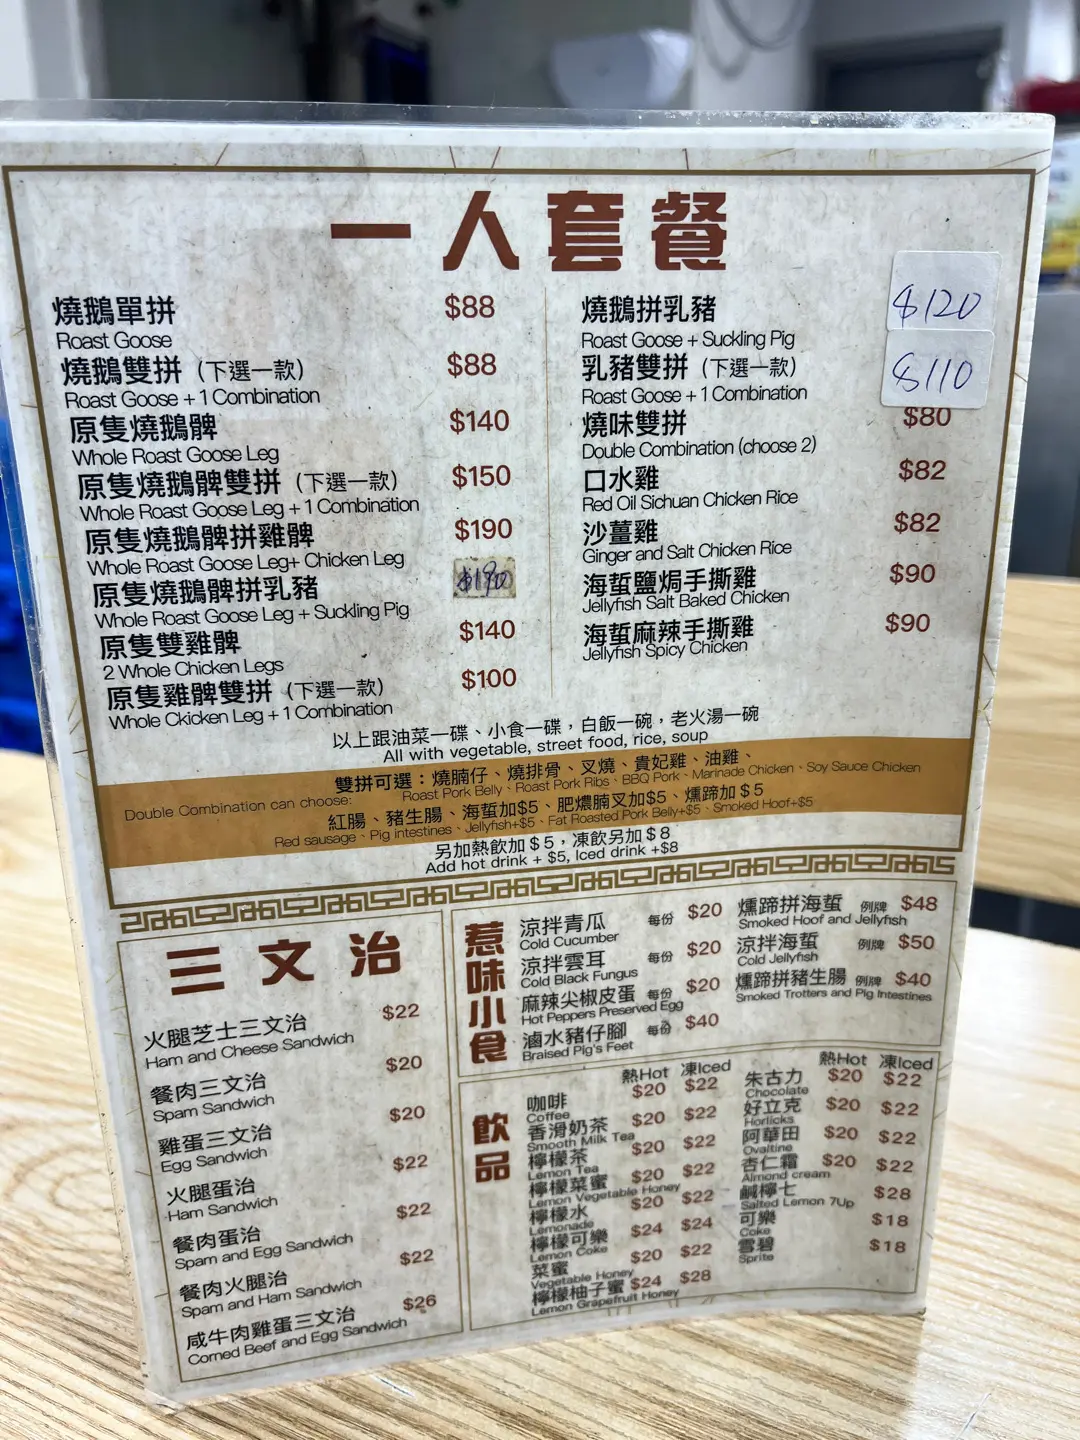 一人套餐
燒鵝單拼 $88
Roast Goose
燒鵝雙拼 (下選一款) $88
Roast Goose + 1 Combination
原隻燒鵝髀 $140
Whole Roast Goose Leg
原隻燒鵝髀雙拼 (下選一款) $150
Whole Roast Goose Leg + 1 Combination
原隻燒鵝髀拼雞髀 $190
Whole Roast Goose Leg+ Chicken Leg
原隻燒鵝髀拼乳豬 $190
Whole Roast Goose Leg + Suckling Pig
原隻雙雞髀 $140
2 Whole Chicken Legs
原隻雞髀雙拼 (下選一款) $100
Whole Ckicken Leg + 1 Combination
燒鵝拼乳豬 $120
Roast Goose + Suckling Pig
乳豬雙拼 (下選一款) $110
Roast Goose + 1 Combination
燒味雙拼 $80
Double Combination (choose 2)
口水雞 $82
Red Oil Sichuan Chicken Rice
沙薑雞 $82
Ginger and Salt Chicken Rice
海蜇鹽焗手撕雞 $90
Jellyfish Salt Baked Chicken
海蜇麻辣手撕雞 $90
Jellyfish Spicy Chicken
以上跟油菜一碟、小食一碟，白飯一碗，老火湯一碗
All with vegetable, street food, rice, soup
雙拼可選：燒腩仔、燒排骨、叉燒、貴妃雞、油雞、
Double Combination can choose: Roast Pork Belly、Roast Pork Ribs、BBQ Pork、Marinade Chicken、Soy Sauce Chicken
紅腸、豬生腸、海蜇加$5、肥燶腩叉加$5、燻蹄加$5
Red sausage、Pig intestines、Jellyfish+$5、Fat Roasted Pork Belly+$5、Smoked Hoof+$5
另加熱飲加$5，凍飲另加$8
Add hot drink + $5, Iced drink +$8
三文治
火腿芝士三文治 $22
Ham and Cheese Sandwich
餐肉三文治 $20
Spam Sandwich
雞蛋三文治 $20
Egg Sandwich
火腿蛋治 $22
Ham Sandwich
餐肉蛋治 $22
Spam and Egg Sandwich
餐肉火腿治 $22
Spam and Ham Sandwich
咸牛肉雞蛋三文治 $26
Corned Beef and Egg Sandwich
惹味小食
涼拌青瓜 每份 $20
Cold Cucumber
涼拌雲耳 每份 $20
Cold Black Fungus
麻辣尖椒皮蛋 每份 $20
Hot Peppers Preserved Egg
滷水豬仔腳 每份 $40
Braised Pig's Feet
燻蹄拼海蜇 例牌 $48
Smoked Hoof and Jellyfish
涼拌海蜇 例牌 $50
Cold Jellyfish
燻蹄拼豬生腸 例牌 $40
Smoked Trotters and Pig Intestines
飲品
熱Hot 凍Iced
咖啡 $20 $22
Coffee
香滑奶茶 $20 $22
Smooth Milk Tea
檸檬茶 $20 $22
Lemon Tea
檸檬菜蜜 $20 $22
Lemon Vegetable Honey
檸檬水 $20 $22
Lemonade
檸檬可樂 $24 $24
Lemon Coke
菜蜜 $20 $22
Vegetable Honey
檸檬柚子蜜 $24 $28
Lemon Grapefruit Honey
熱Hot 凍Iced
朱古力 $20 $22
Chocolate
好立克 $20 $22
Horlicks
阿華田 $20 $22
Ovaltine
杏仁霜 $20 $22
Almond cream
鹹檸七 $28
Salted Lemon 7Up
可樂 $18
Coke
雪碧 $18
Sprite